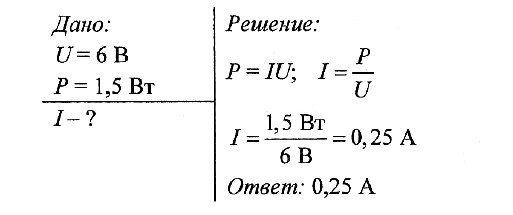 Дано:
U = 6 В
P = 1,5 Вт
I – ?
Решение:
P = IU; I = P/U
I = 1,5 Вт / 6 В = 0,25 А
Ответ: 0,25 А